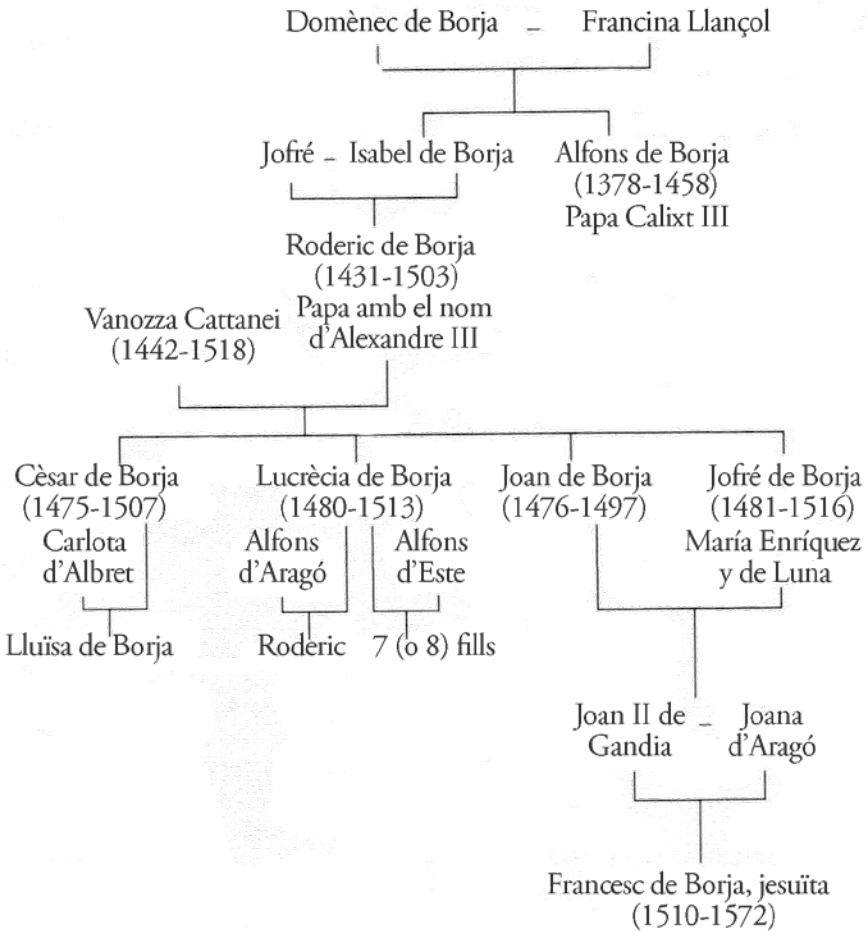 Domènec de Borja – Francina Llançol
Jofré – Isabel de Borja
Alfons de Borja
(1378-1458)
Papa Calixt III
Roderic de Borja
(1431-1503)
Papa amb el nom
d'Alexandre III
Vanozza Cattanei
(1442-1518)
Cèsar de Borja
(1475-1507)
Lucrècia de Borja
(1480-1513)
Joan de Borja
(1476-1497)
Jofré de Borja
(1481-1516)
Carlota
d'Albret
Alfons
d'Aragó
Alfons
d'Este
María Enríquez
y de Luna
Lluïsa de Borja
Roderic
7 (o 8) fills
Joan II de
Gandia
–
Joana
d'Aragó
Francesc de Borja, jesuïta
(1510-1572)